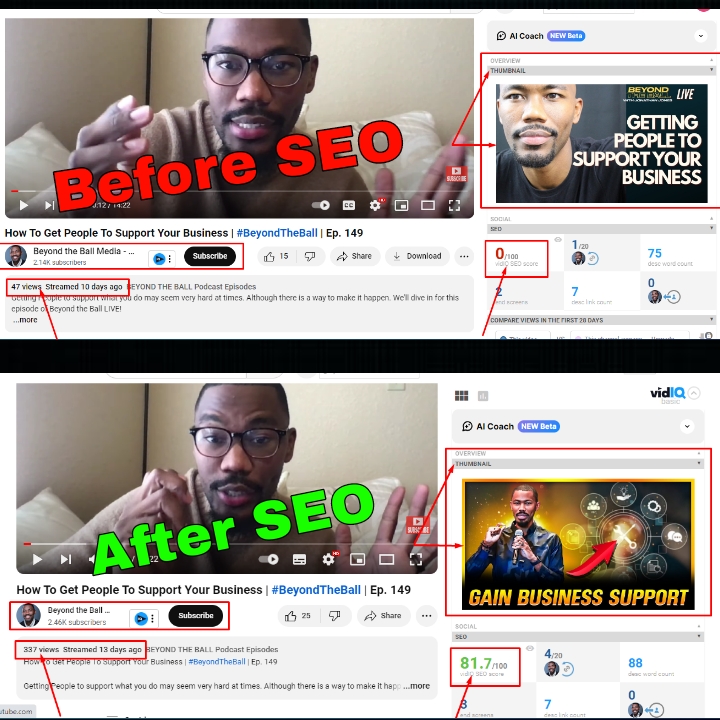 AI Coach NEW Beta
OVERVIEW
THUMBNAIL
BEYOND
THE BALL LIVE
WITH JONATHAN JONES
GETTING
PEOPLE TO
SUPPORT YOUR
BUSINESS
Before SEO
SUBSCRIBE
0:12 / 14:22
How To Get People To Support Your Business | #BeyondTheBall | Ep. 149
Beyond the Ball Media - ...
2.14K subscribers
Subscribe
15
Share
Download
...
47 views Streamed 10 days ago BEYOND THE BALL Podcast Episodes
Getting People to support what you do may seem very hard at times. Although there is a way to make it happen. We'll dive in for this
episode of Beyond the Ball LIVE!
...more
SOCIAL
SEO
0/100
vidIQ SEO score
1/20
75
desc word count
2
end screens
7
desc link count
0
COMPARE VIEWS IN THE FIRST 28 DAYS
This video
vidIQ
AI Coach NEW Beta
OVERVIEW
THUMBNAIL
GAIN BUSINESS SUPPORT
After SEO
SUBSCRIBE
:22
HD
How To Get People To Support Your Business | #BeyondTheBall | Ep. 149
Beyond the Ball ...
2.46K subscribers
Subscribe
25
Share
...
337 views Streamed 13 days ago BEYOND THE BALL Podcast Episodes
How To Get People To Support Your Business | #BeyondTheBall | Ep. 149
Getting People to support what you do may seem very hard at times. Although there is a way to make it happ ...more
utube.com
SOCIAL
SEO
81.7/100
vidIQ SEO score
4/20
88
desc word count
3
end screens
7
desc link count
0